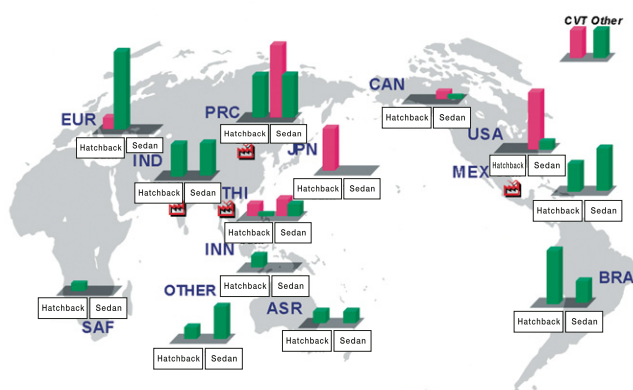 CVT Other
CAN
EUR
PRC
USA
Hatchback Sedan
Hatchback Sedan
Hatchback Sedan
Hatchback Sedan
IND
JPN
MEX
Hatchback Sedan
Hatchback Sedan
Hatchback Sedan
THI
Hatchback Sedan
INN
Hatchback Sedan
BRA
OTHER
Hatchback Sedan
ASR
Hatchback Sedan
SAF
Hatchback Sedan
Hatchback Sedan
Hatchback Sedan